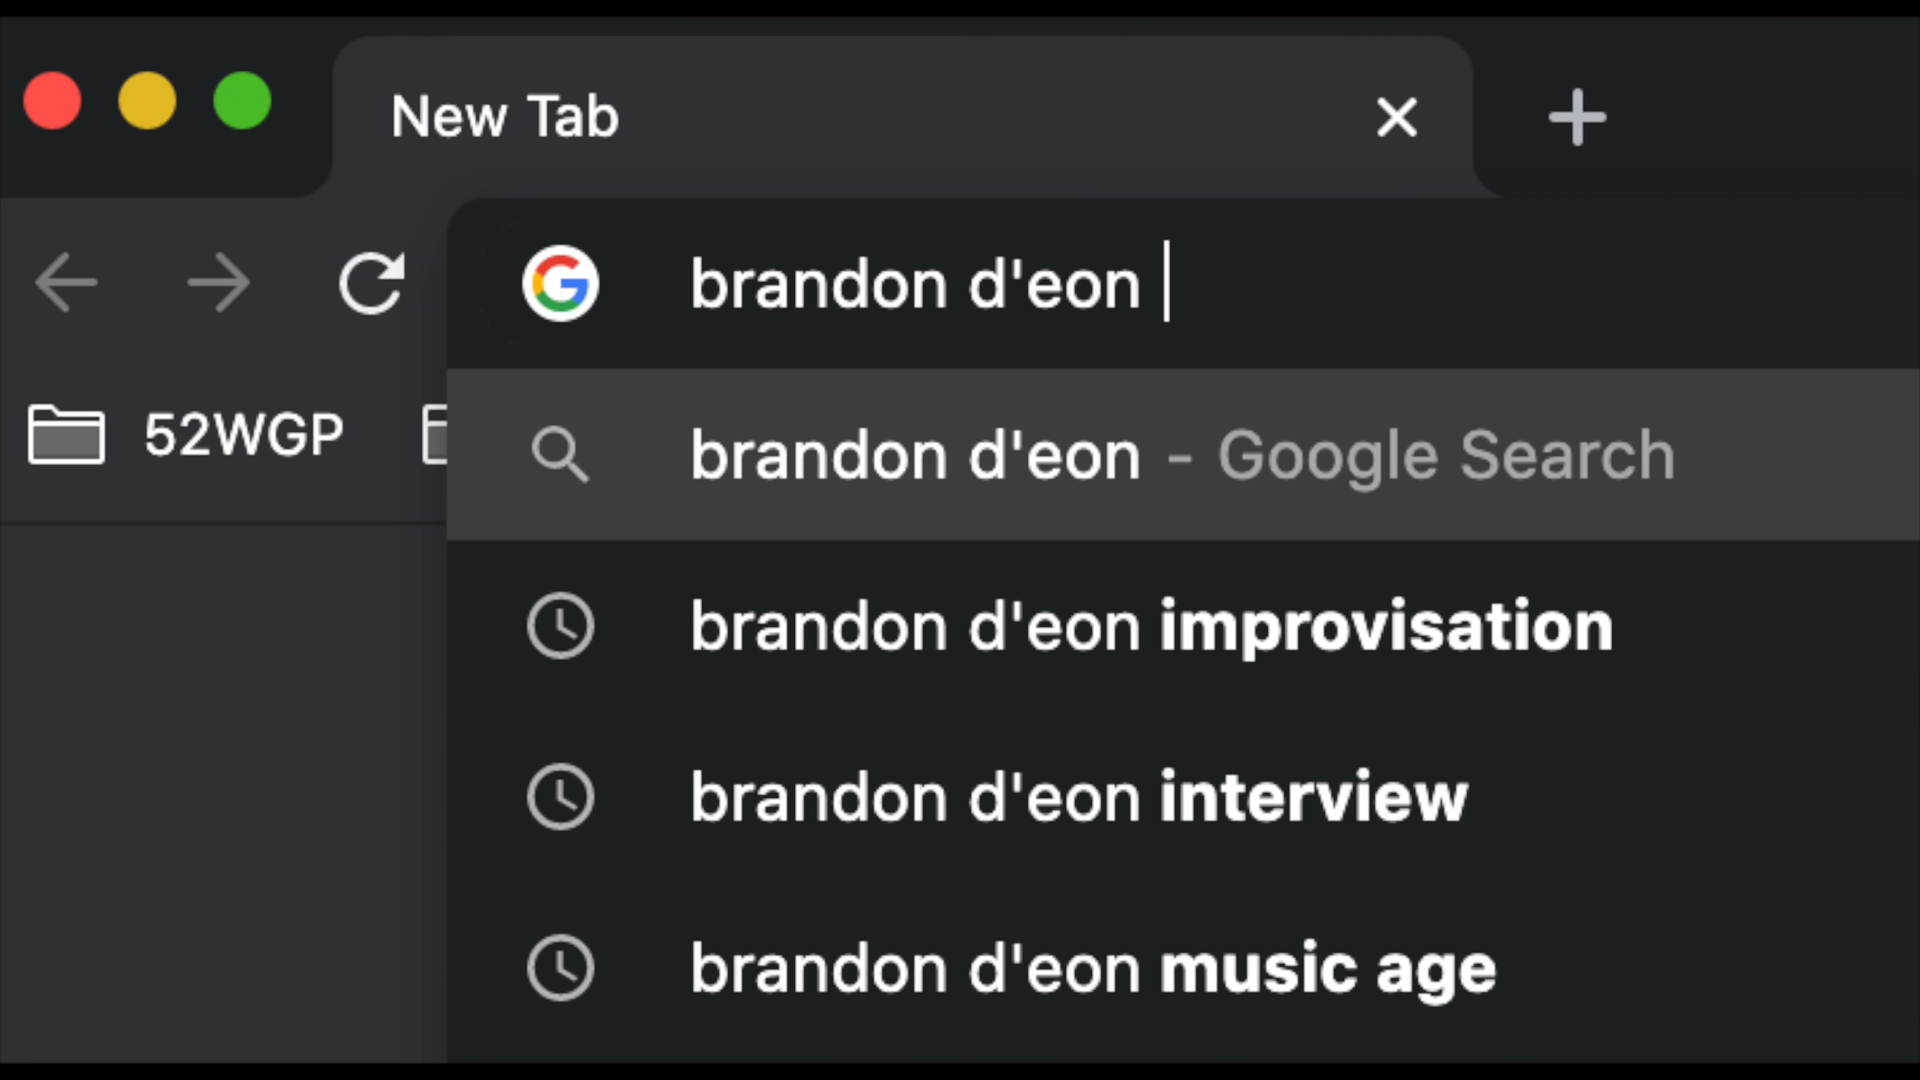 New Tab
brandon d'eon
52WGP
brandon d'eon - Google Search
brandon d'eon improvisation
brandon d'eon interview
brandon d'eon music age